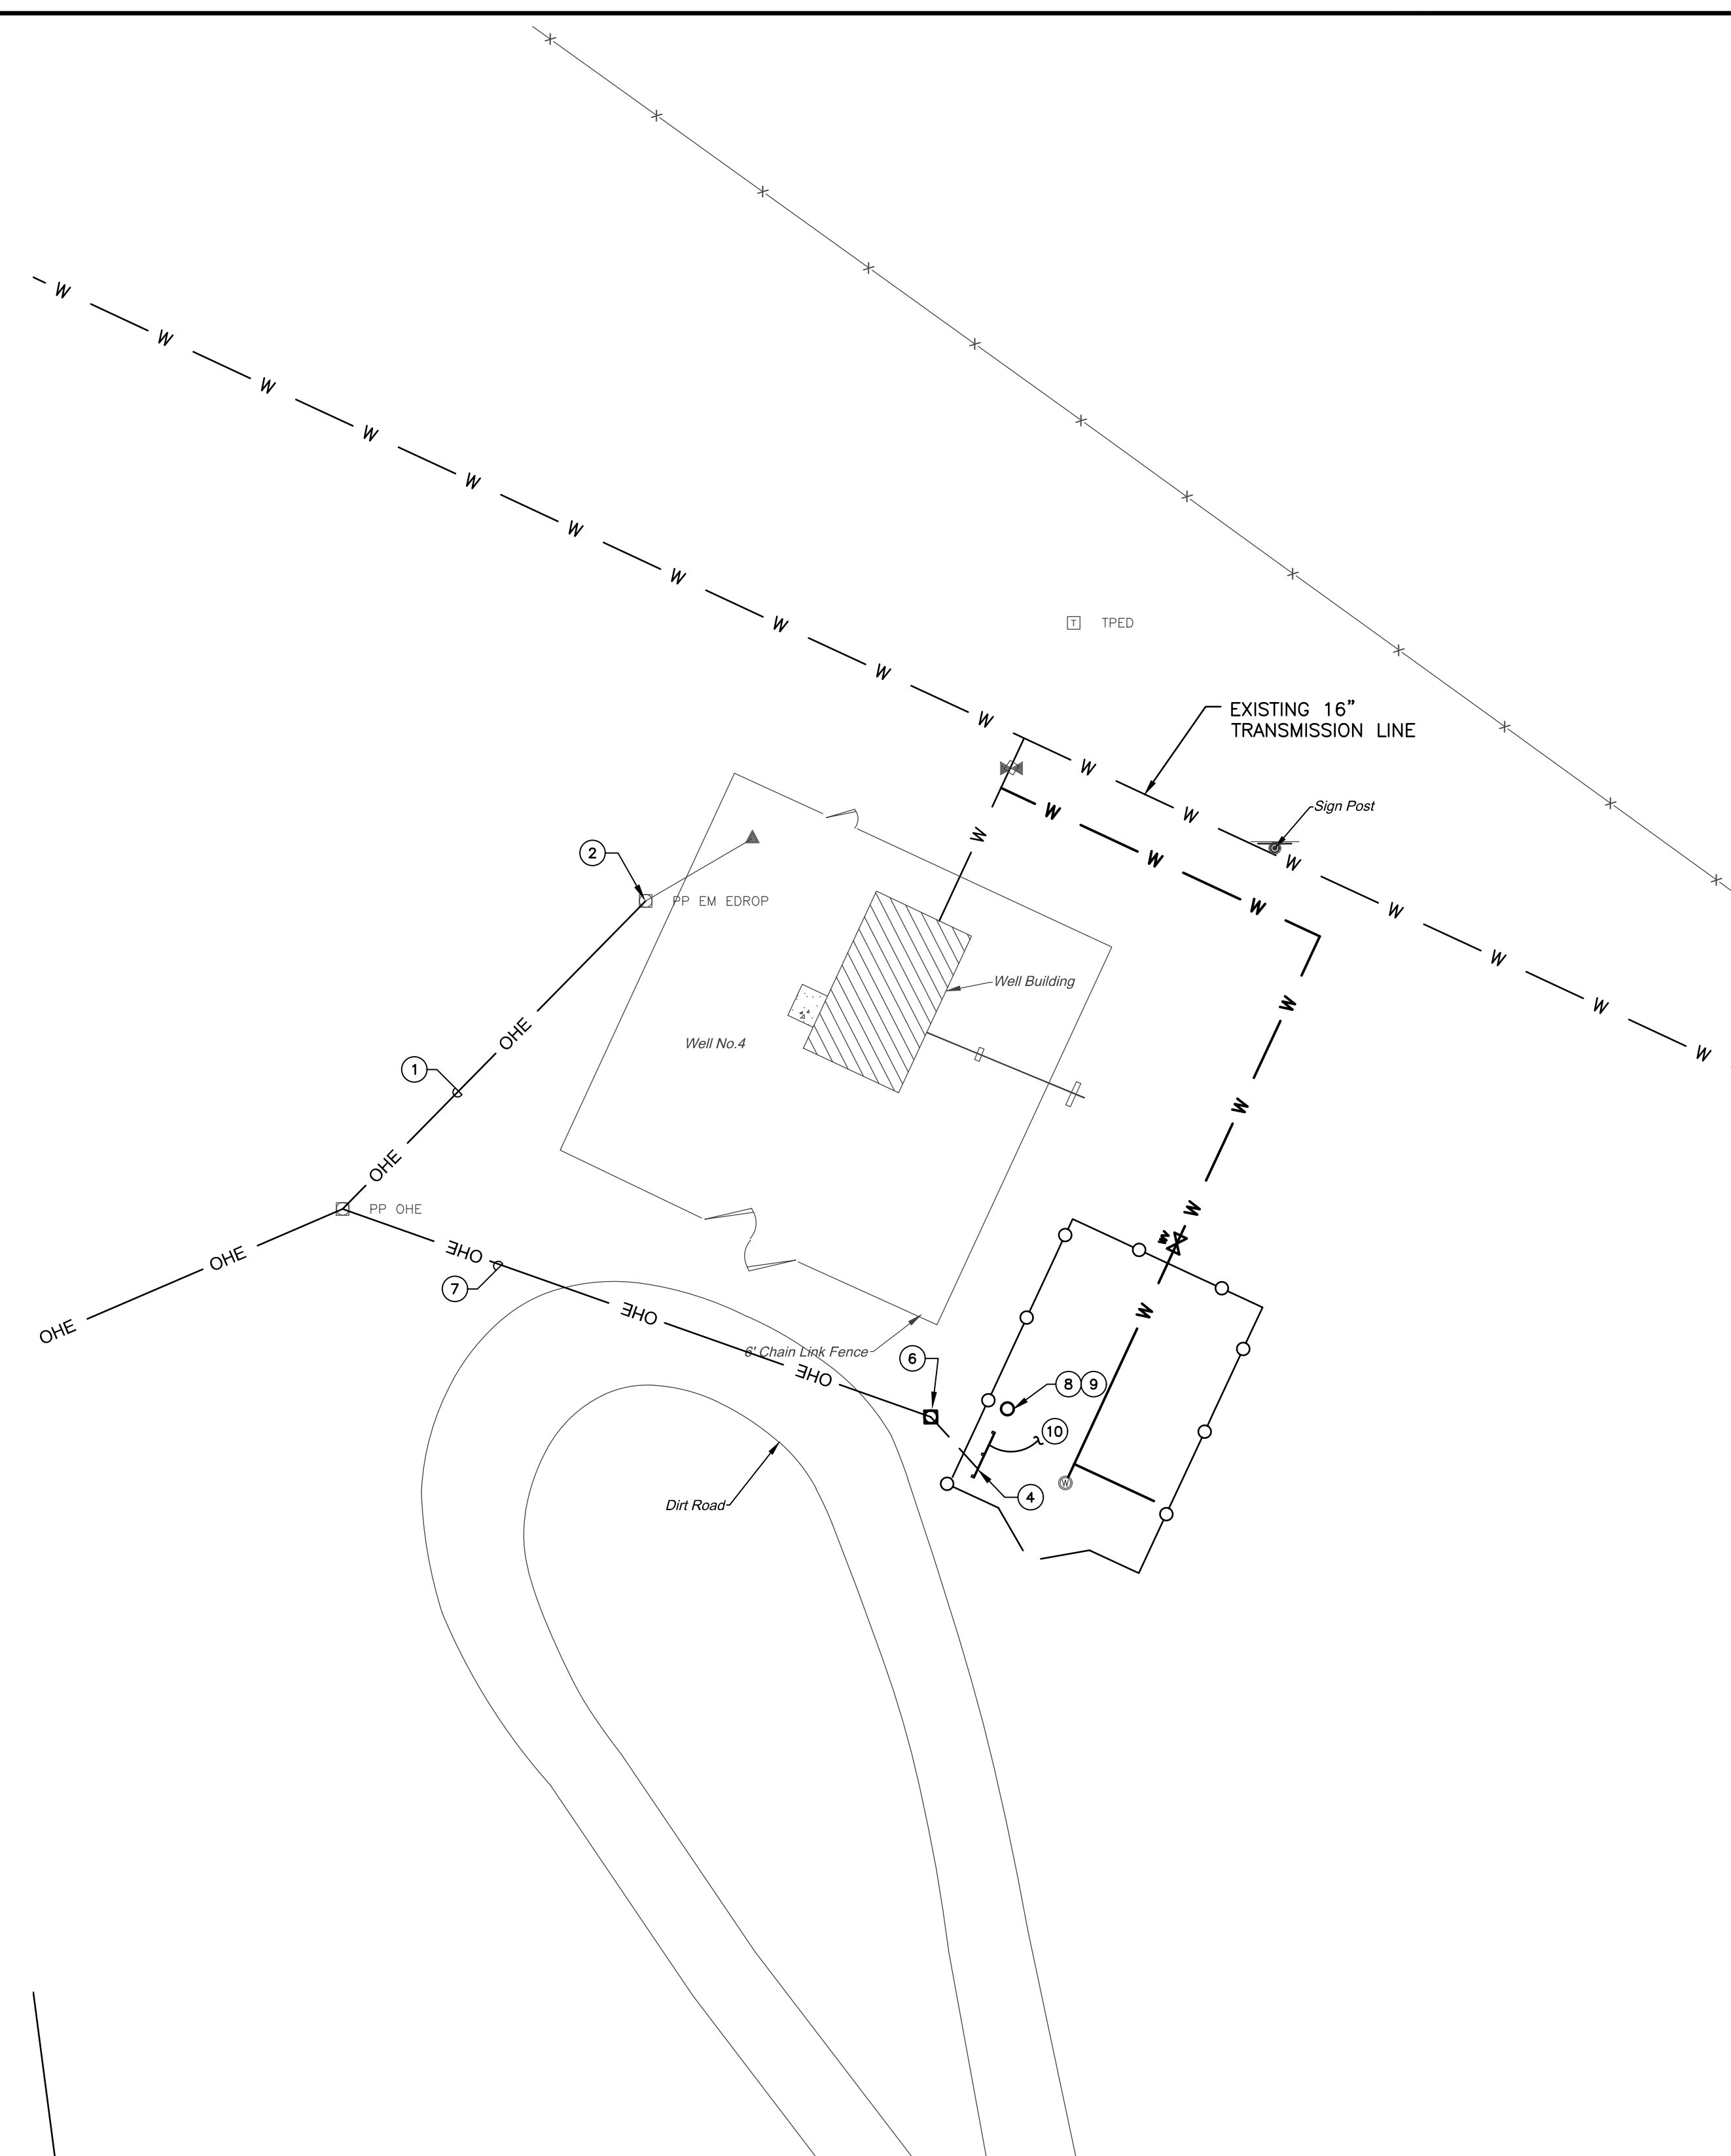 W
W
W
W
W
W
W
T TPED
W
W
W
EXISTING 16"
TRANSMISSION LINE
W
W
Sign Post
W
W
W
W
W
2
PP EM EDROP
W
W
W
Well Building
W
W
W
OHE
Well No.4
W
1
W
OHE
PP OHE
W
W
OHE
OHE
7
W
OHE
OHE
6' Chain Link Fence
6
OHE
8 9
10
W
4
Dirt Road